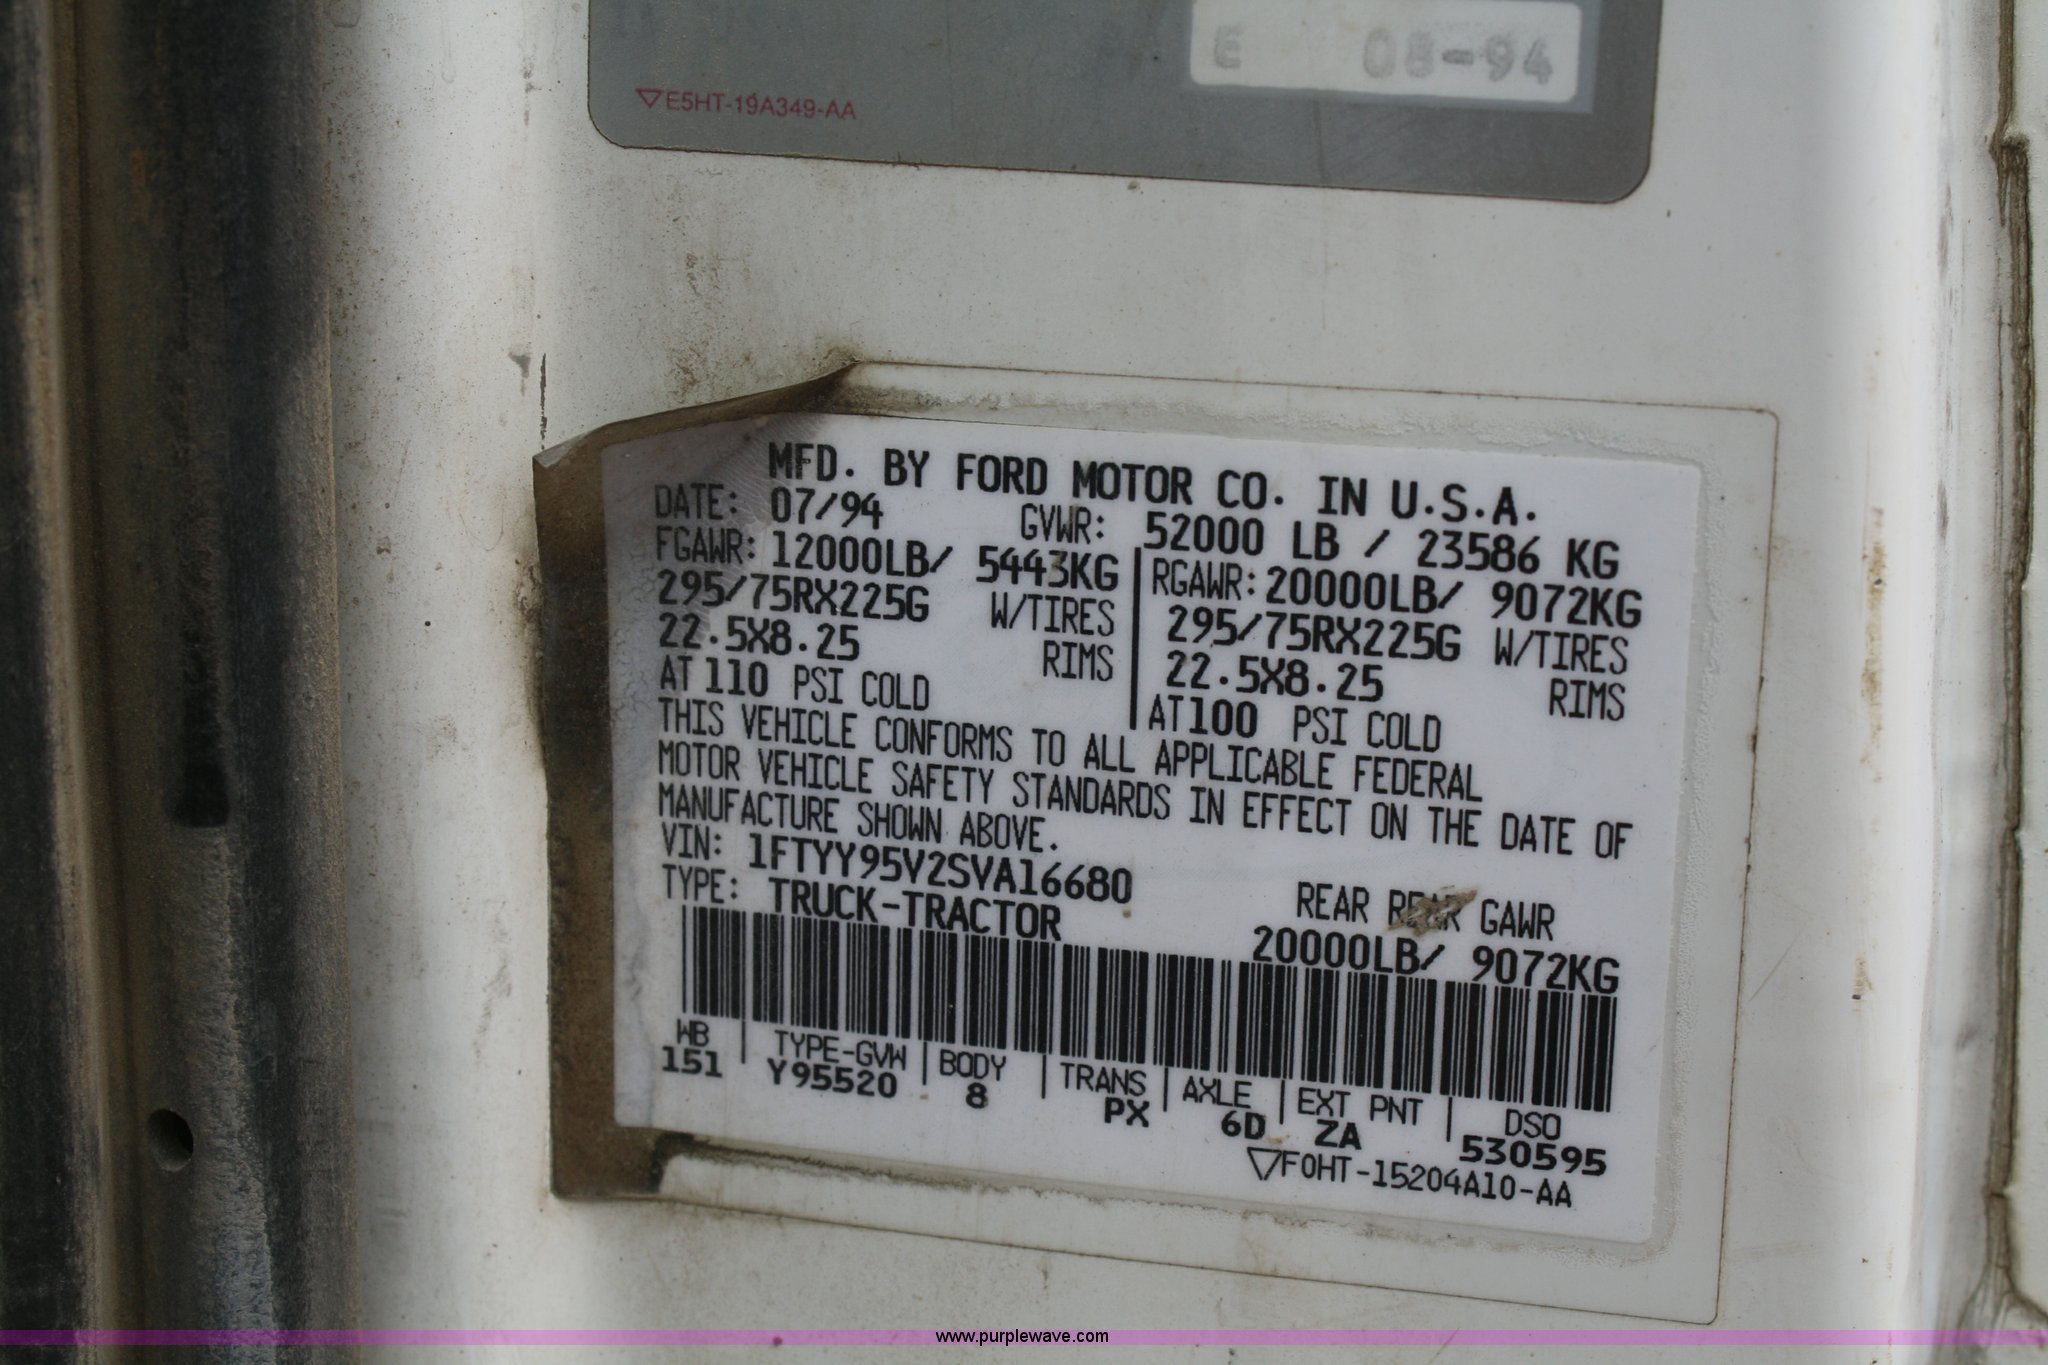 E 08-94
▽E5HT-19A349-AA
MFD. BY FORD MOTOR CO. IN U.S.A.
DATE: 07/94 GVWR: 52000 LB / 23586 KG
FGAWR: 12000LB/ 5443KG RGAWR: 20000LB/ 9072KG
295/75RX225G W/TIRES 295/75RX225G W/TIRES
22.5X8.25 RIMS 22.5X8.25 RIMS
AT 110 PSI COLD AT 100 PSI COLD
THIS VEHICLE CONFORMS TO ALL APPLICABLE FEDERAL
MOTOR VEHICLE SAFETY STANDARDS IN EFFECT ON THE DATE OF
MANUFACTURE SHOWN ABOVE.
VIN: 1FTYY95V2SVA16680
TYPE: TRUCK-TRACTOR
REAR REAR GAWR
20000LB/ 9072KG
WB TYPE-GVW BODY TRANS AXLE EXT PNT DSO
151 Y95520 8 PX 6D ZA 530595
▽F0HT-15204A10-AA
www.purplewave.com